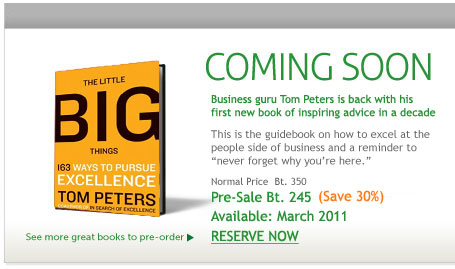 COMING SOON
Business guru Tom Peters is back with his
first new book of inspiring advice in a decade
This is the guidebook on how to excel at the
people side of business and a reminder to
“never forget why you’re here.”
Normal Price Bt. 350
Pre-Sale Bt. 245 (Save 30%)
Available: March 2011
RESERVE NOW
THE LITTLE
BIG
THINGS
163 WAYS TO PURSUE
EXCELLENCE
TOM PETERS
IN SEARCH OF EXCELLENCE
See more great books to pre-order ▶